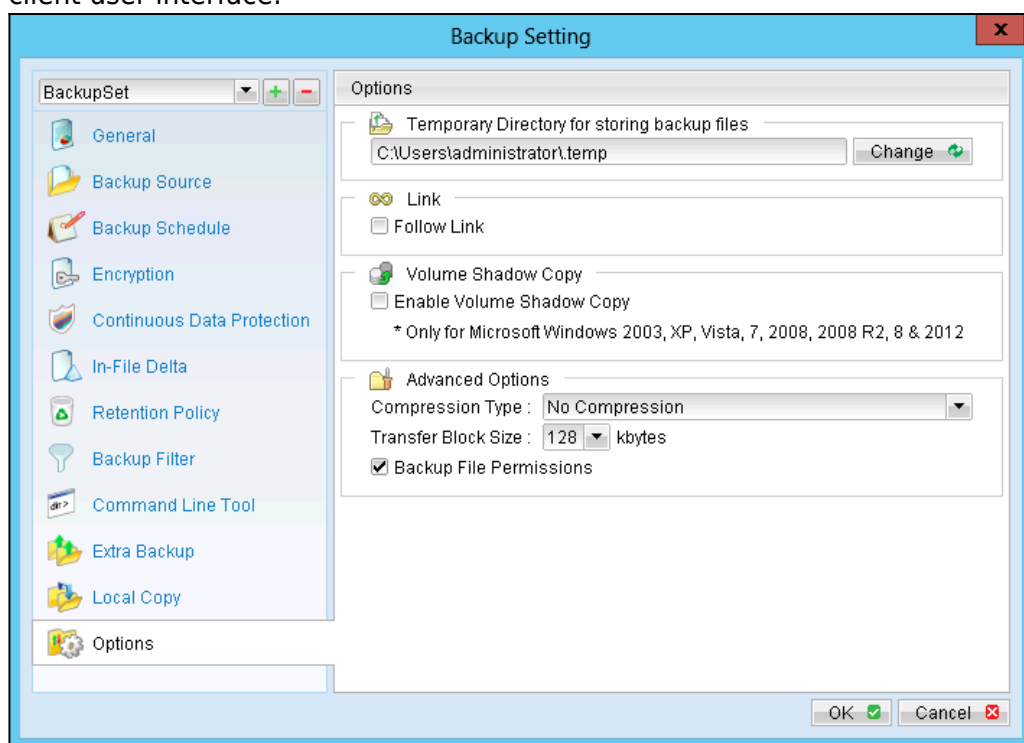 client user interface.
Backup Setting
x
BackupSet
General
Backup Source
Backup Schedule
Encryption
Continuous Data Protection
In-File Delta
Retention Policy
Backup Filter
dir>
Command Line Tool
Extra Backup
Local Copy
Options
Options
Temporary Directory for storing backup files
C:\Users\administrator\.temp
Change
Link
Follow Link
Volume Shadow Copy
Enable Volume Shadow Copy
* Only for Microsoft Windows 2003, XP, Vista, 7, 2008, 2008 R2, 8 & 2012
Advanced Options
Compression Type : No Compression
Transfer Block Size : 128 kbytes
Backup File Permissions
OK Cancel